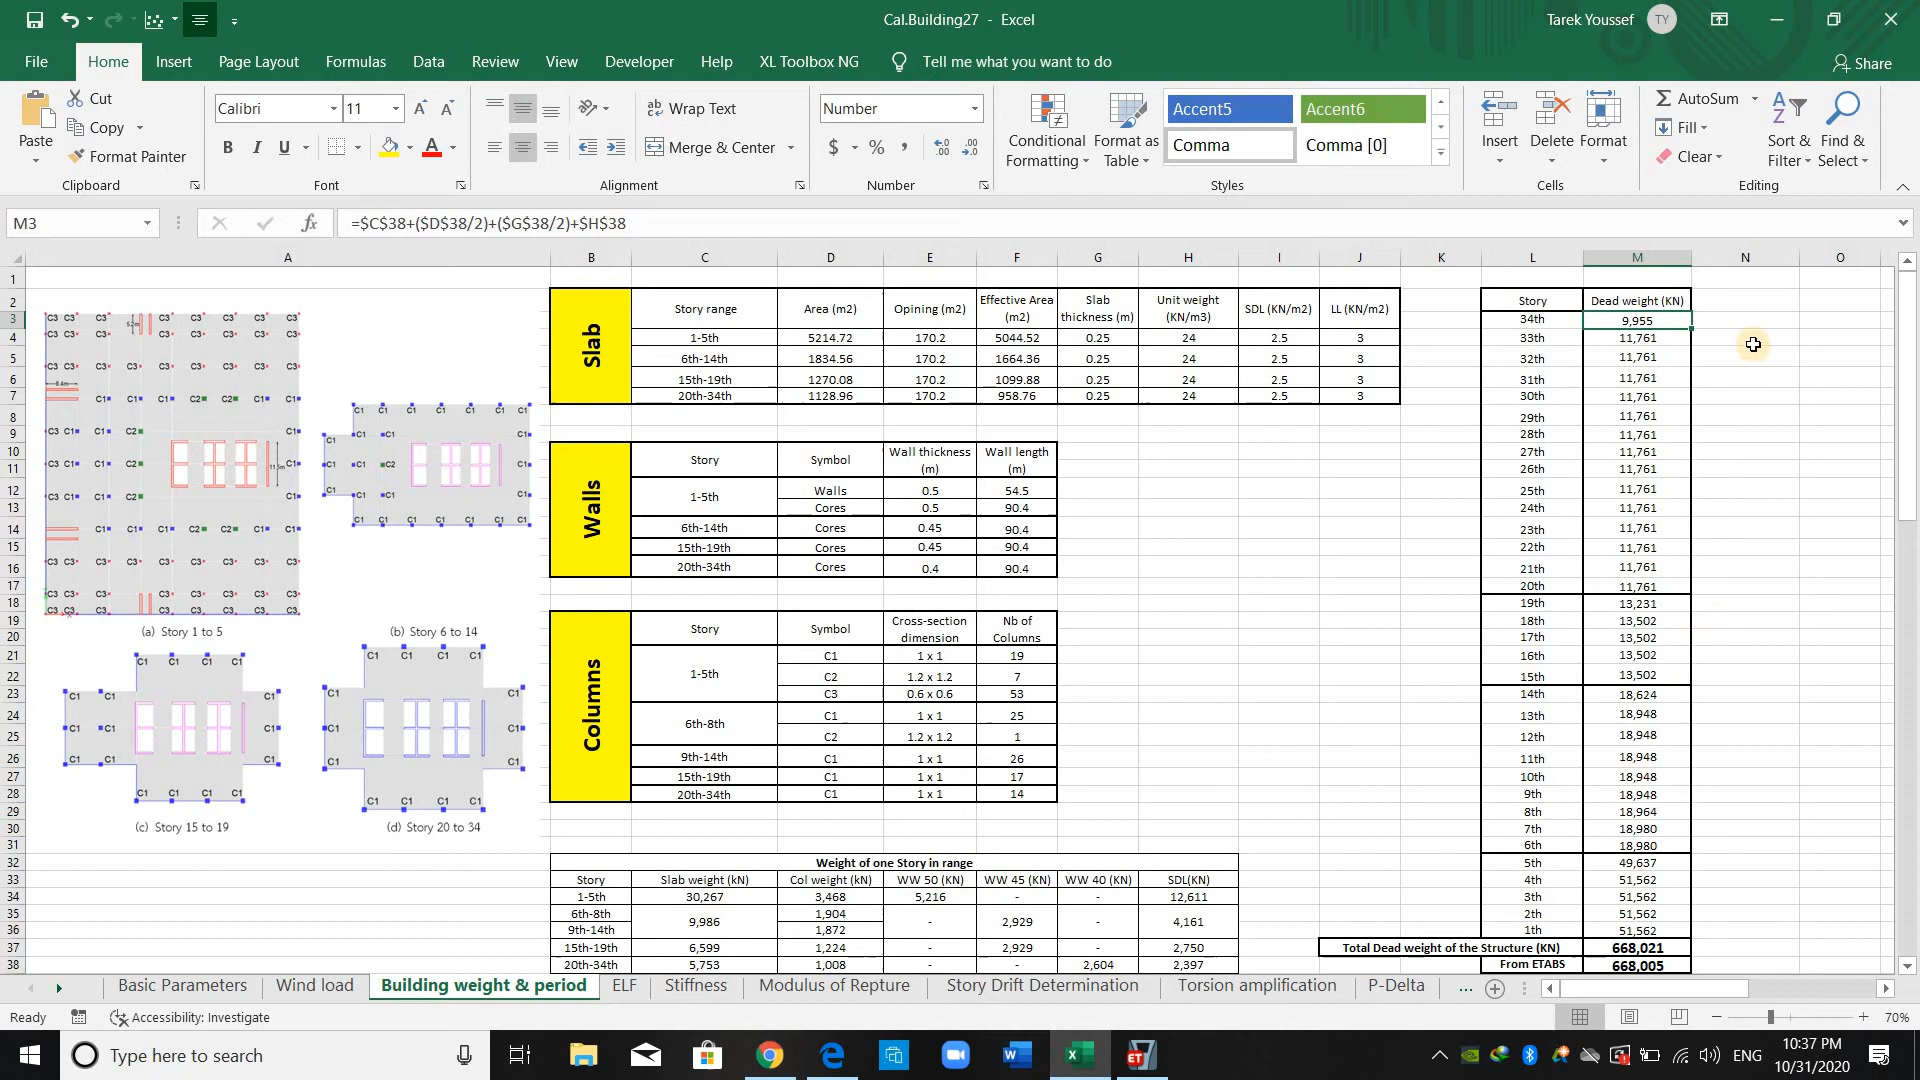 Cal.Building27 - Excel
Tarek Youssef TY
File Home Insert Page Layout Formulas Data Review View Developer Help XL Toolbox NG Tell me what you want to do Share
Paste Cut Copy Format Painter Clipboard
Calibri 11 B I U A Font
Wrap Text Merge & Center Alignment
Number $ % Number
Conditional Formatting Format as Table Accent5 Accent6 Comma Comma [0] Styles
Insert Delete Format Cells
AutoSum Fill Clear Sort & Filter Find & Select Editing
M3 fx =$C$38+($D$38/2)+($G$38/2)+$H$38
A B C D E F G H I J K L M N O
Slab
Story range Area (m2) Opining (m2) Effective Area (m2) Slab thickness (m) Unit weight (KN/m3) SDL (KN/m2) LL (KN/m2)
1-5th 5214.72 170.2 5044.52 0.25 24 2.5 3
6th-14th 1834.56 170.2 1664.36 0.25 24 2.5 3
15th-19th 1270.08 170.2 1099.88 0.25 24 2.5 3
20th-34th 1128.96 170.2 958.76 0.25 24 2.5 3
Walls
Story Symbol Wall thickness (m) Wall length (m)
1-5th Walls 0.5 54.5
Cores 0.5 90.4
6th-14th Cores 0.45 90.4
15th-19th Cores 0.45 90.4
20th-34th Cores 0.4 90.4
Columns
Story Symbol Cross-section dimension Nb of Columns
1-5th C1 1 x 1 19
C2 1.2 x 1.2 7
C3 0.6 x 0.6 53
6th-8th C1 1 x 1 25
C2 1.2 x 1.2 1
9th-14th C1 1 x 1 26
15th-19th C1 1 x 1 17
20th-34th C1 1 x 1 14
(a) Story 1 to 5
(b) Story 6 to 14
(c) Story 15 to 19
(d) Story 20 to 34
Weight of one Story in range
Story Slab weight (kN) Col weight (kN) WW 50 (KN) WW 45 (KN) WW 40 (KN) SDL(KN)
1-5th 30,267 3,468 5,216 - - 12,611
6th-8th 9,986 1,904 - 2,929 - 4,161
9th-14th 1,872
15th-19th 6,599 1,224 - 2,929 - 2,750
20th-34th 5,753 1,008 - - 2,604 2,397
Story Dead weight (KN)
34th 9,955
33th 11,761
32th 11,761
31th 11,761
30th 11,761
29th 11,761
28th 11,761
27th 11,761
26th 11,761
25th 11,761
24th 11,761
23th 11,761
22th 11,761
21th 11,761
20th 11,761
19th 13,231
18th 13,502
17th 13,502
16th 13,502
15th 13,502
14th 18,624
13th 18,948
12th 18,948
11th 18,948
10th 18,948
9th 18,948
8th 18,964
7th 18,980
6th 18,980
5th 49,637
4th 51,562
3th 51,562
2th 51,562
1th 51,562
Total Dead weight of the Structure (KN) 668,021
From ETABS 668,005
Basic Parameters Wind load Building weight & period ELF Stiffness Modulus of Repture Story Drift Determination Torsion amplification P-Delta ...
Ready Accessibility: Investigate 70%
Type here to search
ENG 10:37 PM
10/31/2020